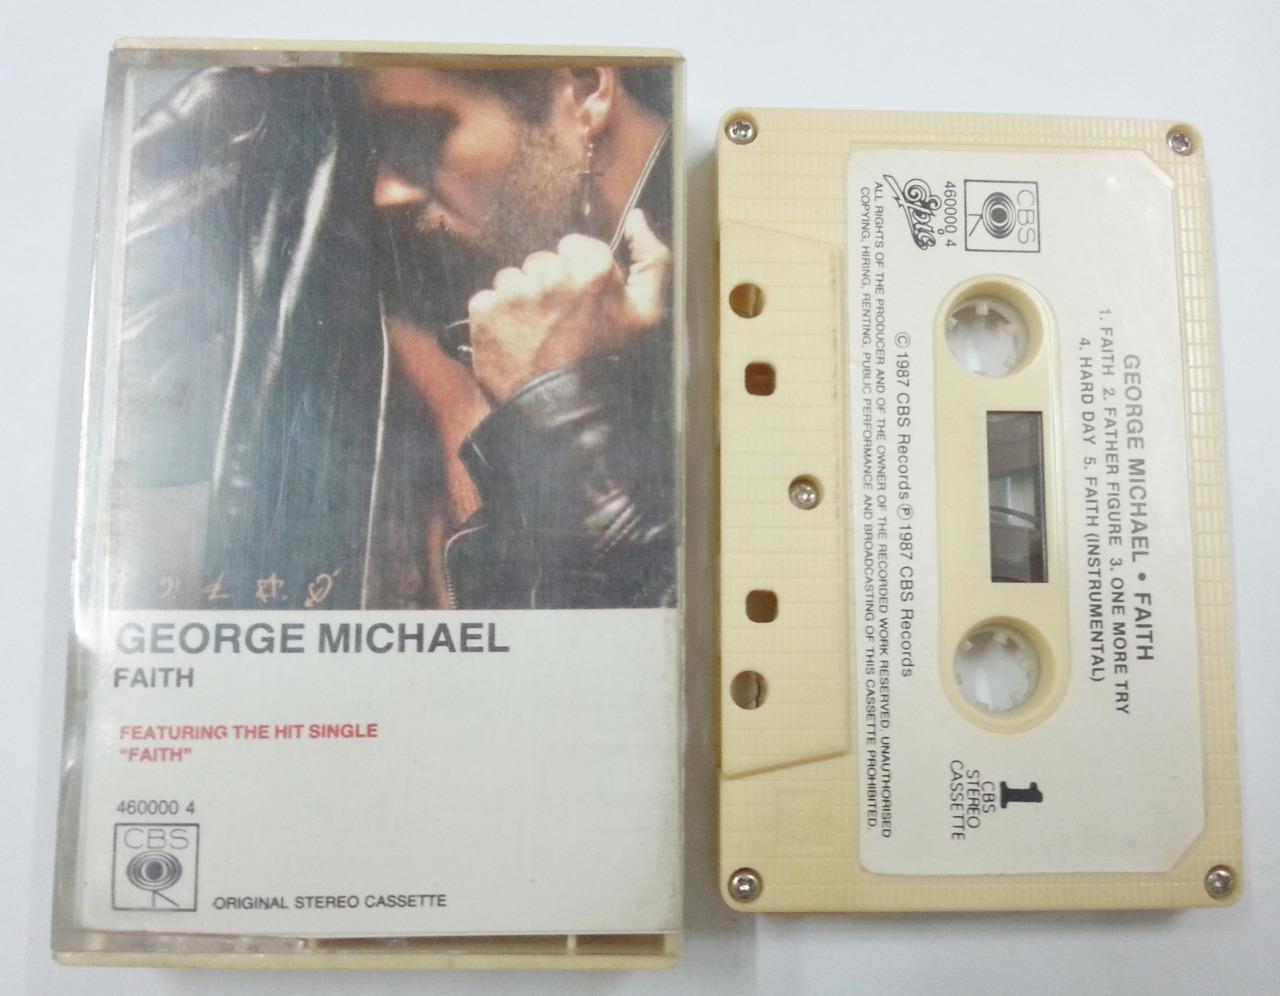 GEORGE MICHAEL
FAITH
FEATURING THE HIT SINGLE
"FAITH"
460000 4
CBS
ORIGINAL STEREO CASSETTE
GEORGE MICHAEL • FAITH
1. FAITH 2. FATHER FIGURE 3. ONE MORE TRY
4. HARD DAY 5. FAITH (INSTRUMENTAL)
CBS
460000 4
Epic
1
CBS
STEREO
CASSETTE
© 1987 CBS Records ℗ 1987 CBS Records
ALL RIGHTS OF THE PRODUCER AND OF THE OWNER OF THE RECORDED WORK RESERVED. UNAUTHORISED
COPYING, HIRING, RENTING, PUBLIC PERFORMANCE AND BROADCASTING OF THIS CASSETTE PROHIBITED.